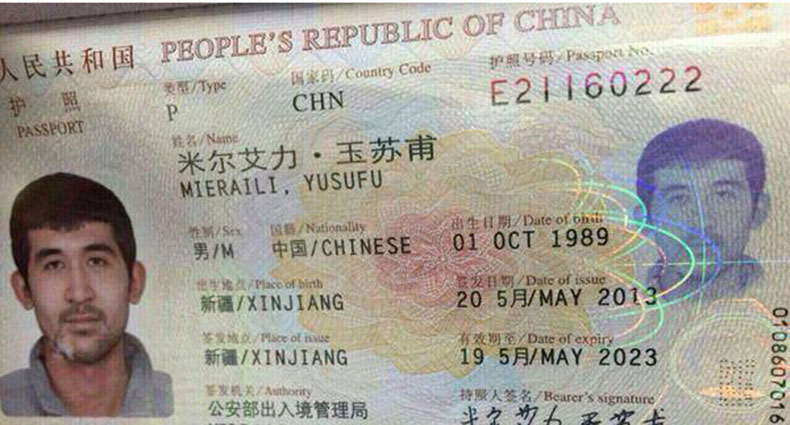 人民共和国 PEOPLE'S REPUBLIC OF CHINA
护照
PASSPORT
类型/Type
P
国家码/Country Code
CHN
护照号码/Passport No.
E21160222
姓名/Name
米尔艾力·玉苏甫
MIERAILI, YUSUFU
性别/Sex
男/M
国籍/Nationality
中国/CHINESE
出生日期/Date of birth
01 OCT 1989
出生地点/Place of birth
新疆/XINJIANG
签发日期/Date of issue
20 5月/MAY 2013
签发地点/Place of issue
新疆/XINJIANG
有效期至/Date of expiry
19 5月/MAY 2023
签发机关/Authority
公安部出入境管理局
持照人签名/Bearer's signature
米尔艾力
0108607016